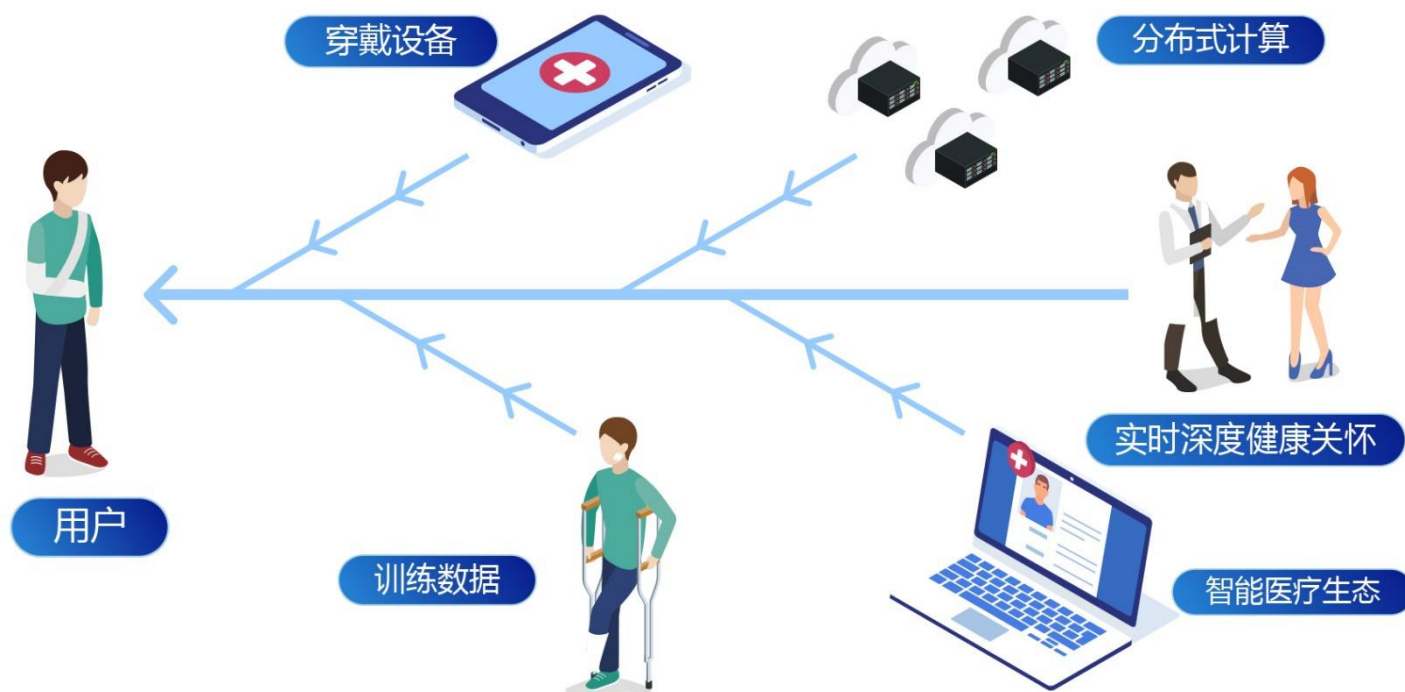 穿戴设备
分布式计算
实时深度健康关怀
用户
训练数据
智能医疗生态